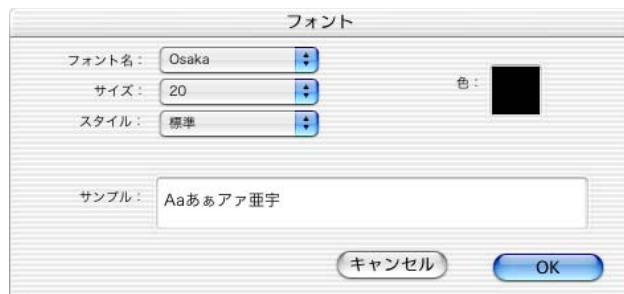 フォント
フォント名： Osaka
色：
サイズ： 20
スタイル： 標準
サンプル： Aaあぁアァ亜宇
キャンセル OK